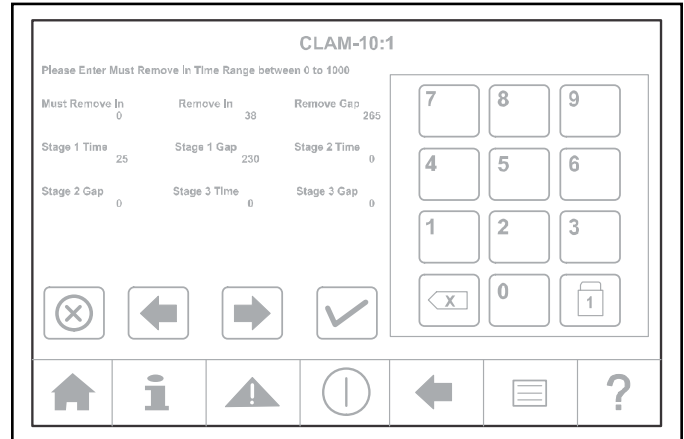 CLAM-10:1
Please Enter Must Remove In Time Range between 0 to 1000
Must Remove In Remove In Remove Gap
0 38 265
Stage 1 Time Stage 1 Gap Stage 2 Time
25 230 0
Stage 2 Gap Stage 3 Time Stage 3 Gap
0 0 0
7 8 9
4 5 6
1 2 3
X 0 1
i ?